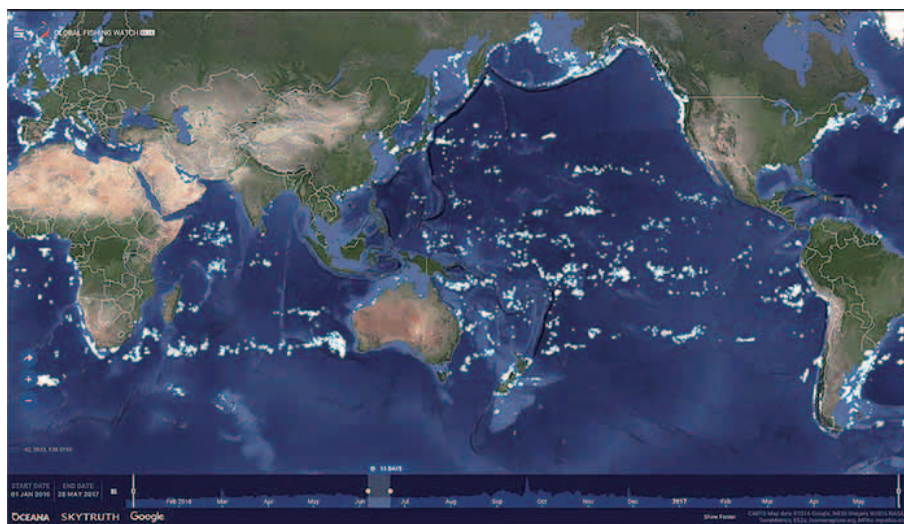 GLOBAL FISHING WATCH BETA
15 DAYS
START DATE
01 JAN 2016
END DATE
28 MAY 2017
Feb 2016 Mar Apr May Jun Jul Aug Sep Oct Nov Dec 2017 Feb Mar Apr May
OCEANA SKYTRUTH Google
Show Footer